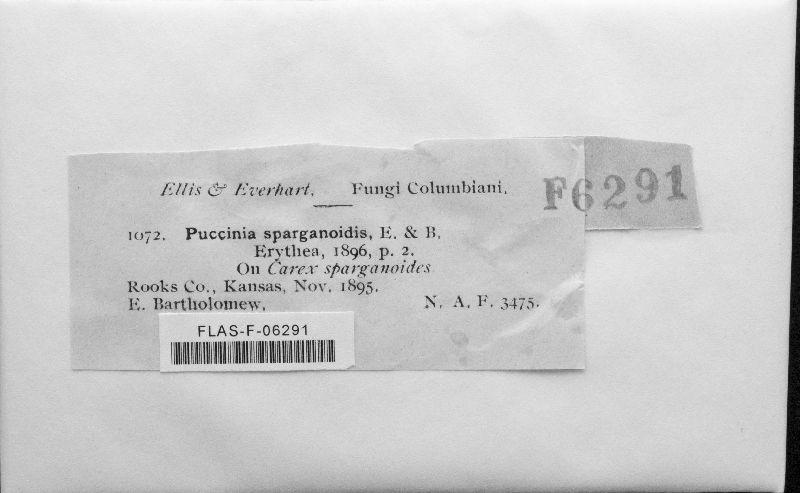 Ellis & Everhart, Fungi Columbiani.
F6291
1072. Puccinia sparganoidis, E. & B.
Erythea, 1896, p. 2.
On Carex sparganoides
Rooks Co., Kansas, Nov. 1895.
E. Bartholomew.
N. A. F. 3475.
FLAS-F-06291